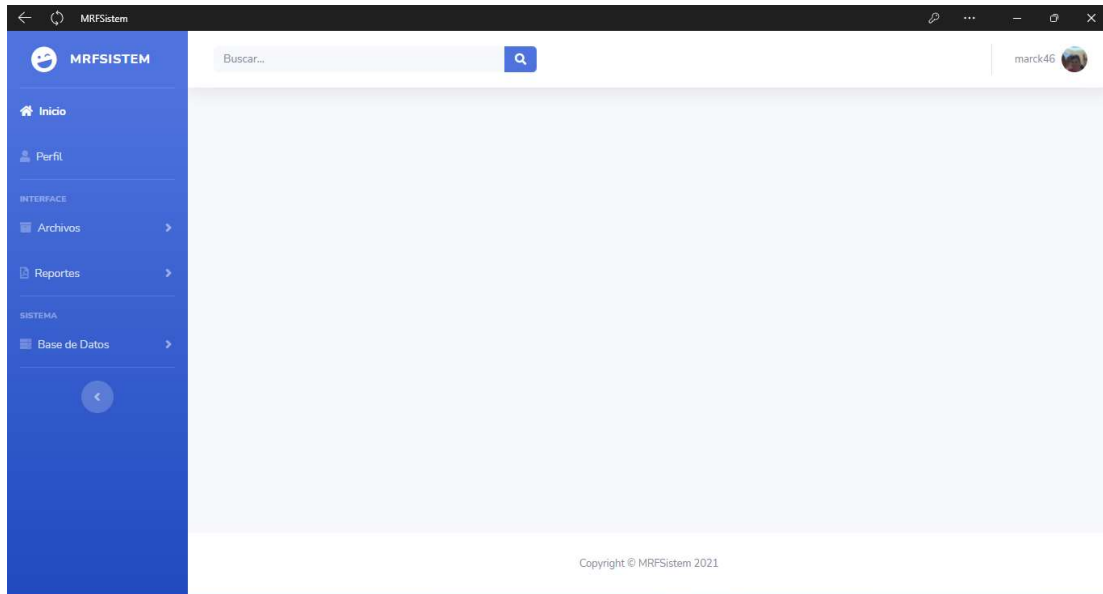 MRFSistem
MRFSISTEM
Buscar...
marck46
Inicio
Perfil
INTERFACE
Archivos
Reportes
SISTEMA
Base de Datos
Copyright © MRFSistem 2021